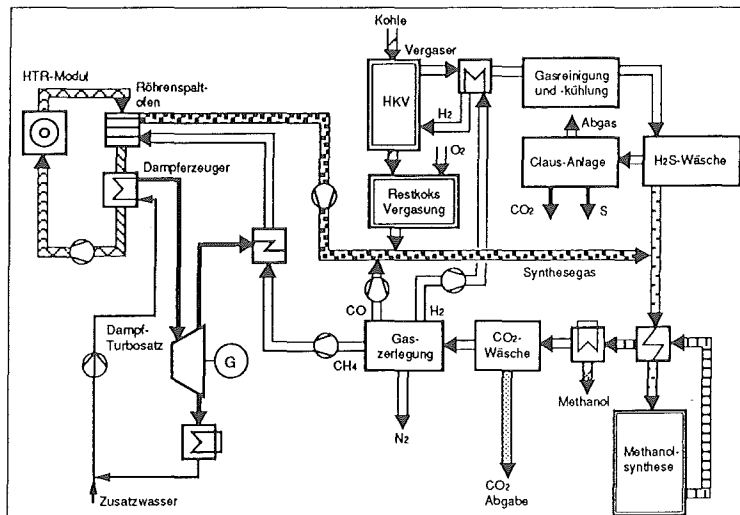 Kohle
Vergaser
HTR-Modul
Röhrenspalt-
ofen
HKV
H2
O2
Gasreinigung
und -kühlung
Abgas
Claus-Anlage
H2S-Wäsche
CO2
S
Dampferzeuger
Restkoks
Vergasung
Synthesegas
CO
H2
Dampf-
Turbosatz
G
CH4
Gas-
zerlegung
CO2-
Wäsche
Methanol
N2
CO2
Abgabe
Methanol-
synthese
Zusatzwasser